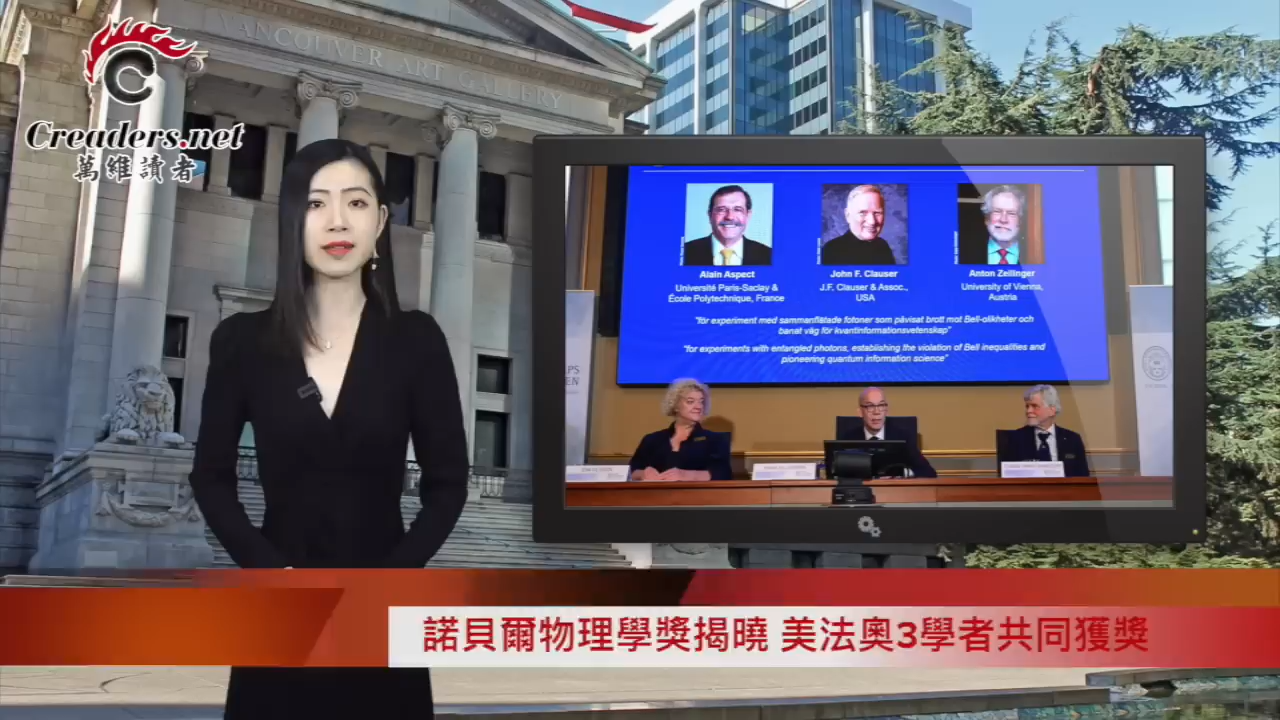 VANCOUVER ART GALLERY
Creaders.net
萬維讀者
Alain Aspect
Université Paris-Saclay &
École Polytechnique, France
John F. Clauser
J.F. Clauser & Assoc.,
USA
Anton Zeilinger
University of Vienna,
Austria
"för experiment med sammanflätade fotoner som påvisat brott mot Bell-olikheter och
banat väg för kvantinformationsvetenskap"
"for experiments with entangled photons, establishing the violation of Bell inequalities and
pioneering quantum information science"
諾貝爾物理學獎揭曉 美法奧3學者共同獲獎